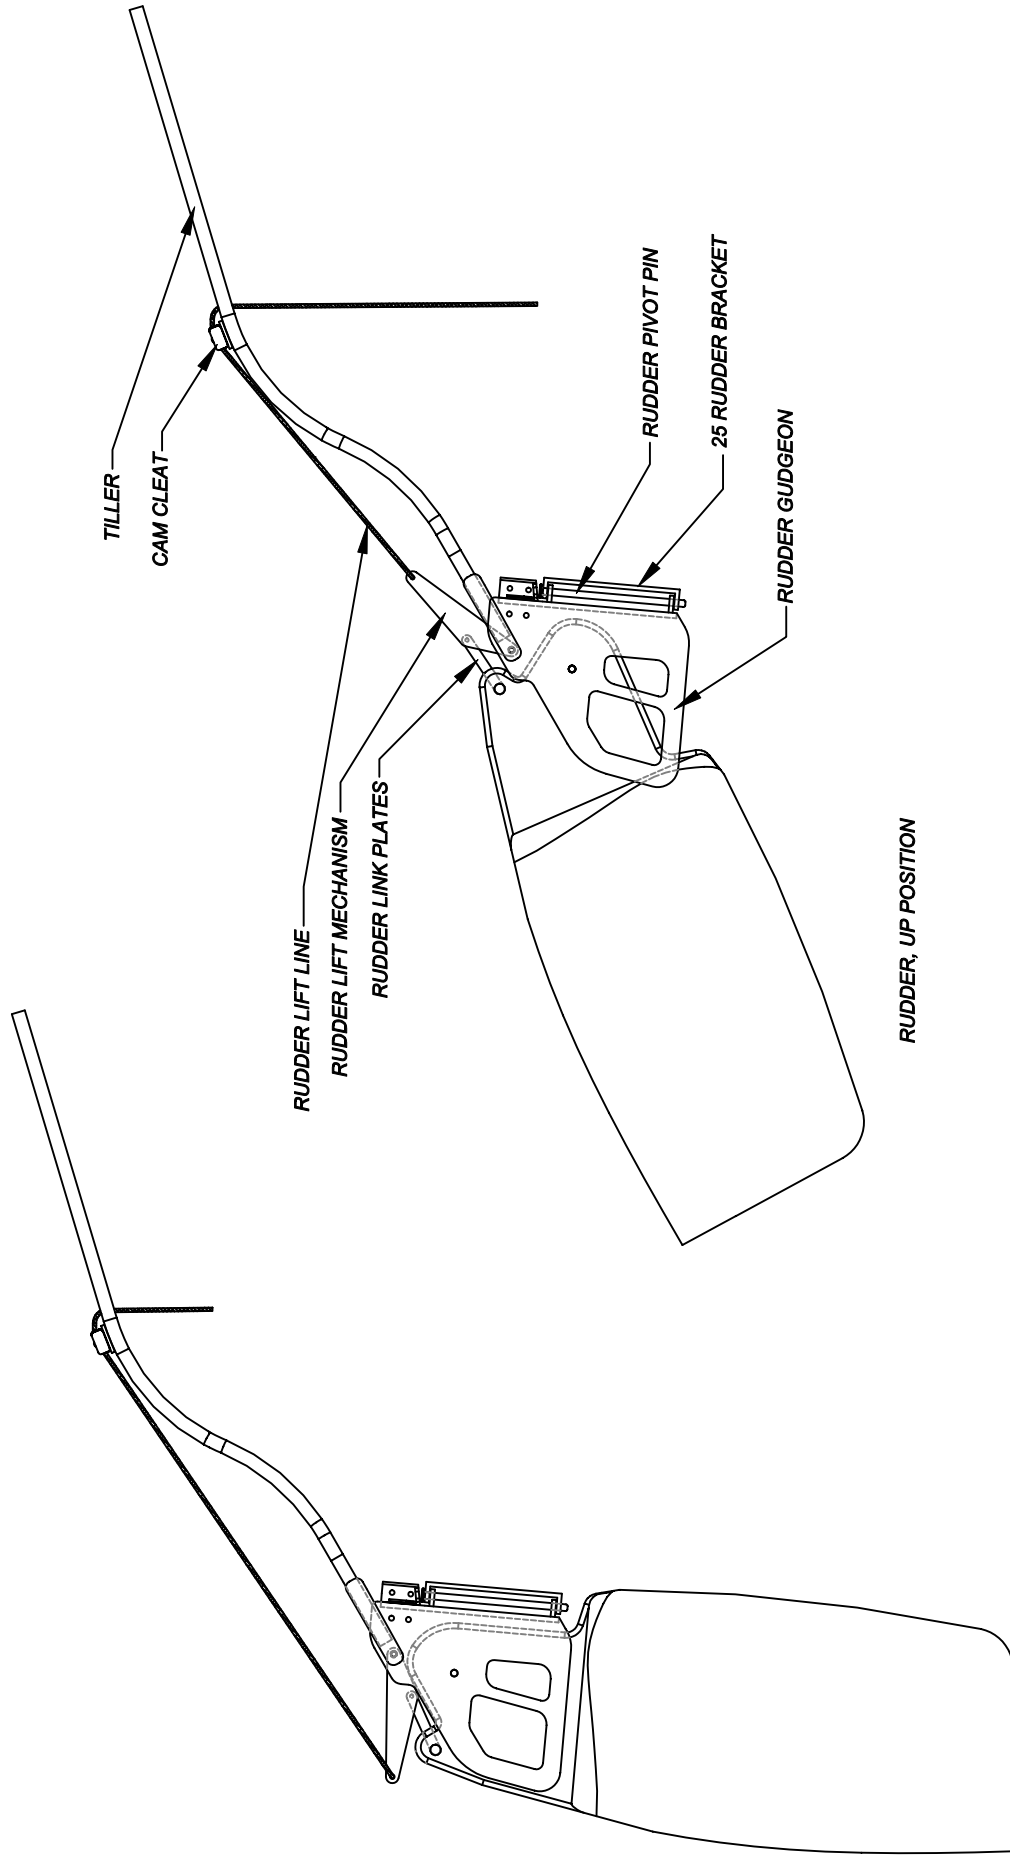 TILLER
CAM CLEAT
RUDDER LIFT LINE
RUDDER LIFT MECHANISM
RUDDER LINK PLATES
RUDDER PIVOT PIN
25 RUDDER BRACKET
RUDDER GUDGEON
RUDDER, UP POSITION